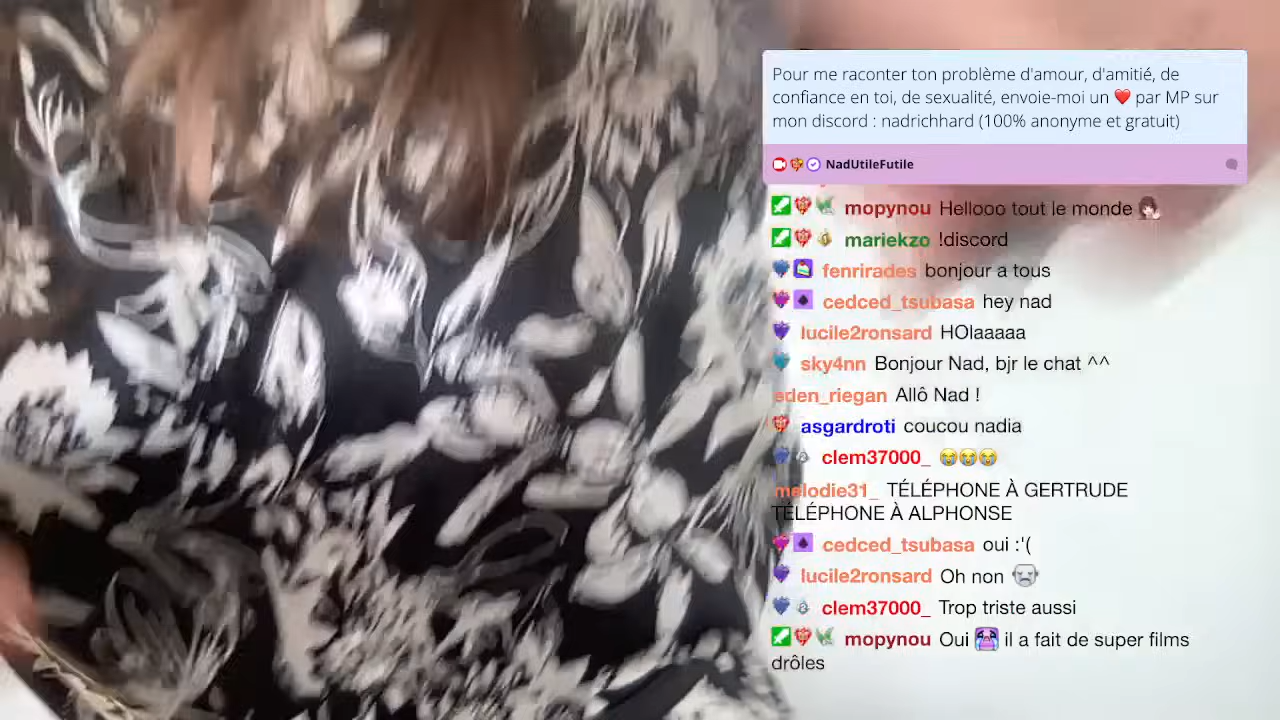 Pour me raconter ton problème d'amour, d'amitié, de
confiance en toi, de sexualité, envoie-moi un ❤️ par MP sur
mon discord : nadrichhard (100% anonyme et gratuit)
NadUtileFutile
mopynou Hellooo tout le monde
mariekzo !discord
fenrirades bonjour a tous
cedced_tsubasa hey nad
lucile2ronsard HOlaaaaa
sky4nn Bonjour Nad, bjr le chat ^^
eden_riegan Allô Nad !
asgardroti coucou nadia
clem37000_ 😭😭😭
melodie31_ TÉLÉPHONE À GERTRUDE
TÉLÉPHONE À ALPHONSE
cedced_tsubasa oui :'(
lucile2ronsard Oh non
clem37000_ Trop triste aussi
mopynou Oui il a fait de super films
drôles